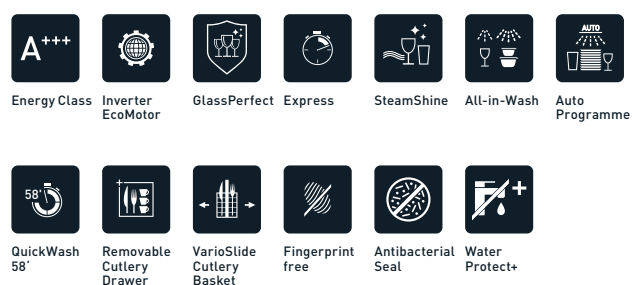 A+++
AUTO
Energy Class
Inverter
EcoMotor
GlassPerfect
Express
SteamShine
All-in-Wash
Auto
Programme
58'
+
QuickWash
58'
Removable
Cutlery
Drawer
VarioSlide
Cutlery
Basket
Fingerprint
free
Antibacterial
Seal
Water
Protect+